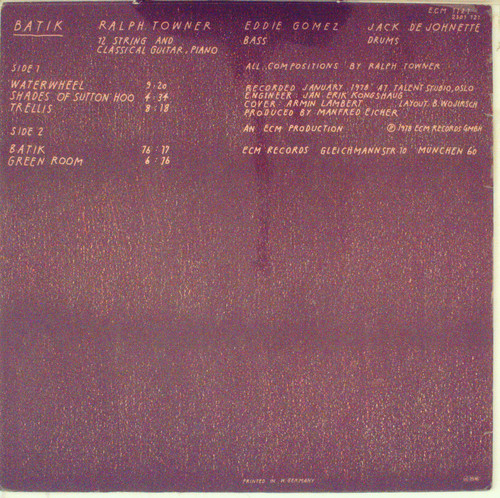 BATIK
RALPH TOWNER
12 STRING AND
CLASSICAL GUITAR, PIANO
EDDIE GOMEZ
BASS
JACK DE JOHNETTE
DRUMS
ECM 1121
2301 121
SIDE 1
WATERWHEEL 9:20
SHADES OF SUTTON HOO 4:34
TRELLIS 8:18
SIDE 2
BATIK 16:17
GREEN ROOM 6:16
ALL COMPOSITIONS BY RALPH TOWNER
RECORDED JANUARY 1978 AT TALENT STUDIO, OSLO
ENGINEER: JAN ERIK KONGSHAUG
COVER: ARMIN LAMBERT, LAYOUT: B. WOJIRSCH
PRODUCED BY MANFRED EICHER
AN ECM PRODUCTION ℗ 1978 ECM RECORDS GMBH
ECM RECORDS GLEICHMANNSTR 10 MÜNCHEN 60
PRINTED IN W. GERMANY